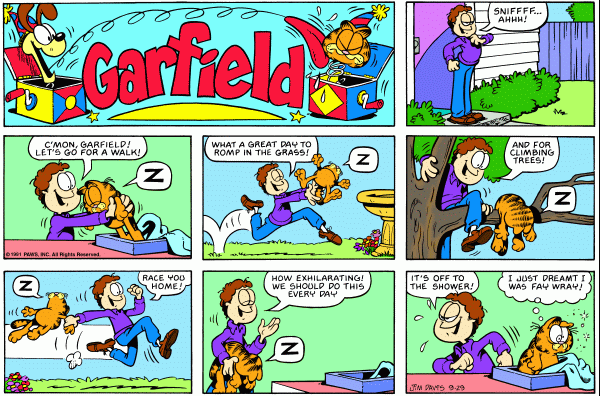 Garfield
SNIFFFF...
AHHH!
C'MON, GARFIELD!
LET'S GO FOR A WALK!
Z
© 1991 PAWS, INC. All Rights Reserved.
WHAT A GREAT DAY TO
ROMP IN THE GRASS!
Z
AND FOR
CLIMBING
TREES!
Z
Z
RACE YOU
HOME!
HOW EXHILARATING!
WE SHOULD DO THIS
EVERY DAY
Z
IT'S OFF TO
THE SHOWER!
I JUST DREAMT I
WAS FAY WRAY!
JIM DAVIS 9-29